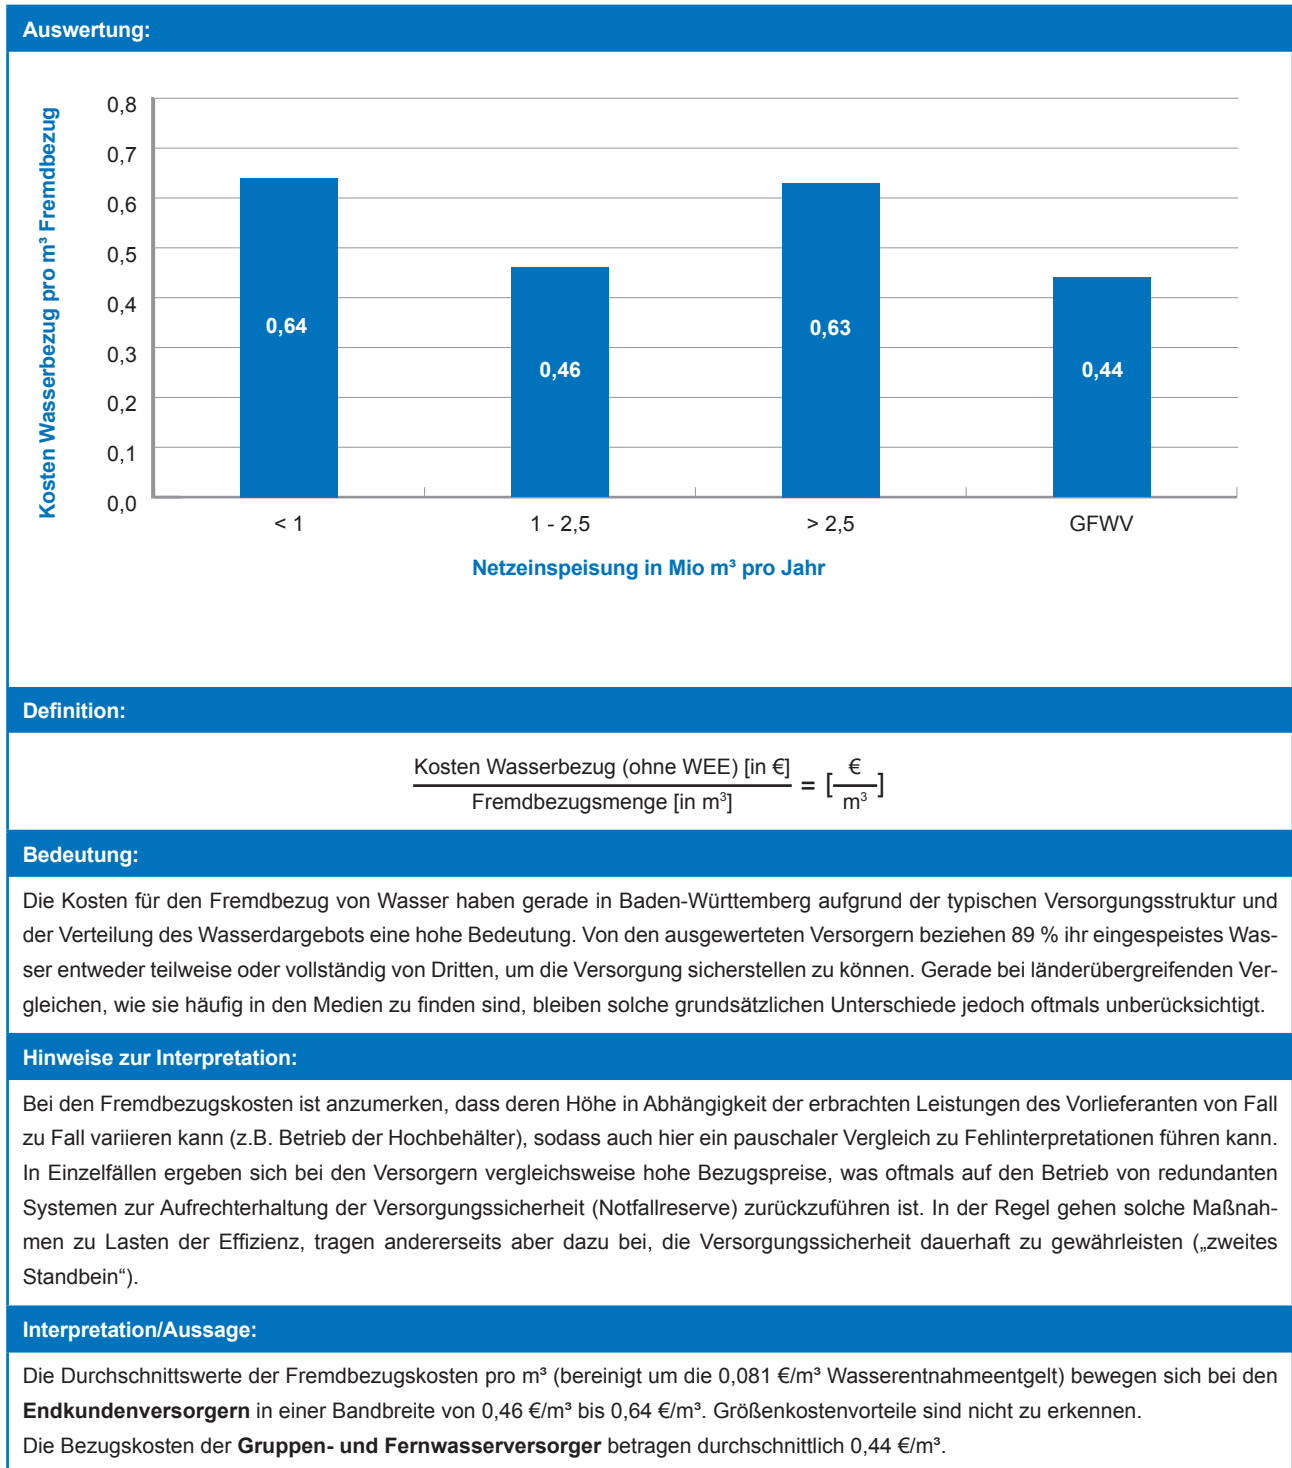 Auswertung:
Kosten Wasserbezug pro m³ Fremdbezug
0,8
0,7
0,6
0,5
0,4
0,3
0,2
0,1
0,0
0,64
0,46
0,63
0,44
< 1
1 - 2,5
> 2,5
GFWV
Netzeinspeisung in Mio m³ pro Jahr
Definition:
Kosten Wasserbezug (ohne WEE) [in €]
Fremdbezugsmenge [in m³]
= [€/m³]
Bedeutung:
Die Kosten für den Fremdbezug von Wasser haben gerade in Baden-Württemberg aufgrund der typischen Versorgungsstruktur und
der Verteilung des Wasserdargebots eine hohe Bedeutung. Von den ausgewerteten Versorgern beziehen 89 % ihr eingespeistes Was-
ser entweder teilweise oder vollständig von Dritten, um die Versorgung sicherstellen zu können. Gerade bei länderübergreifenden Ver-
gleichen, wie sie häufig in den Medien zu finden sind, bleiben solche grundsätzlichen Unterschiede jedoch oftmals unberücksichtigt.
Hinweise zur Interpretation:
Bei den Fremdbezugskosten ist anzumerken, dass deren Höhe in Abhängigkeit der erbrachten Leistungen des Vorlieferanten von Fall
zu Fall variieren kann (z.B. Betrieb der Hochbehälter), sodass auch hier ein pauschaler Vergleich zu Fehlinterpretationen führen kann.
In Einzelfällen ergeben sich bei den Versorgern vergleichsweise hohe Bezugspreise, was oftmals auf den Betrieb von redundanten
Systemen zur Aufrechterhaltung der Versorgungssicherheit (Notfallreserve) zurückzuführen ist. In der Regel gehen solche Maßnah-
men zu Lasten der Effizienz, tragen andererseits aber dazu bei, die Versorgungssicherheit dauerhaft zu gewährleisten („zweites
Standbein“).
Interpretation/Aussage:
Die Durchschnittswerte der Fremdbezugskosten pro m³ (bereinigt um die 0,081 €/m³ Wasserentnahmeentgelt) bewegen sich bei den
Endkundenversorgern in einer Bandbreite von 0,46 €/m³ bis 0,64 €/m³. Größenkostenvorteile sind nicht zu erkennen.
Die Bezugskosten der Gruppen- und Fernwasserversorger betragen durchschnittlich 0,44 €/m³.